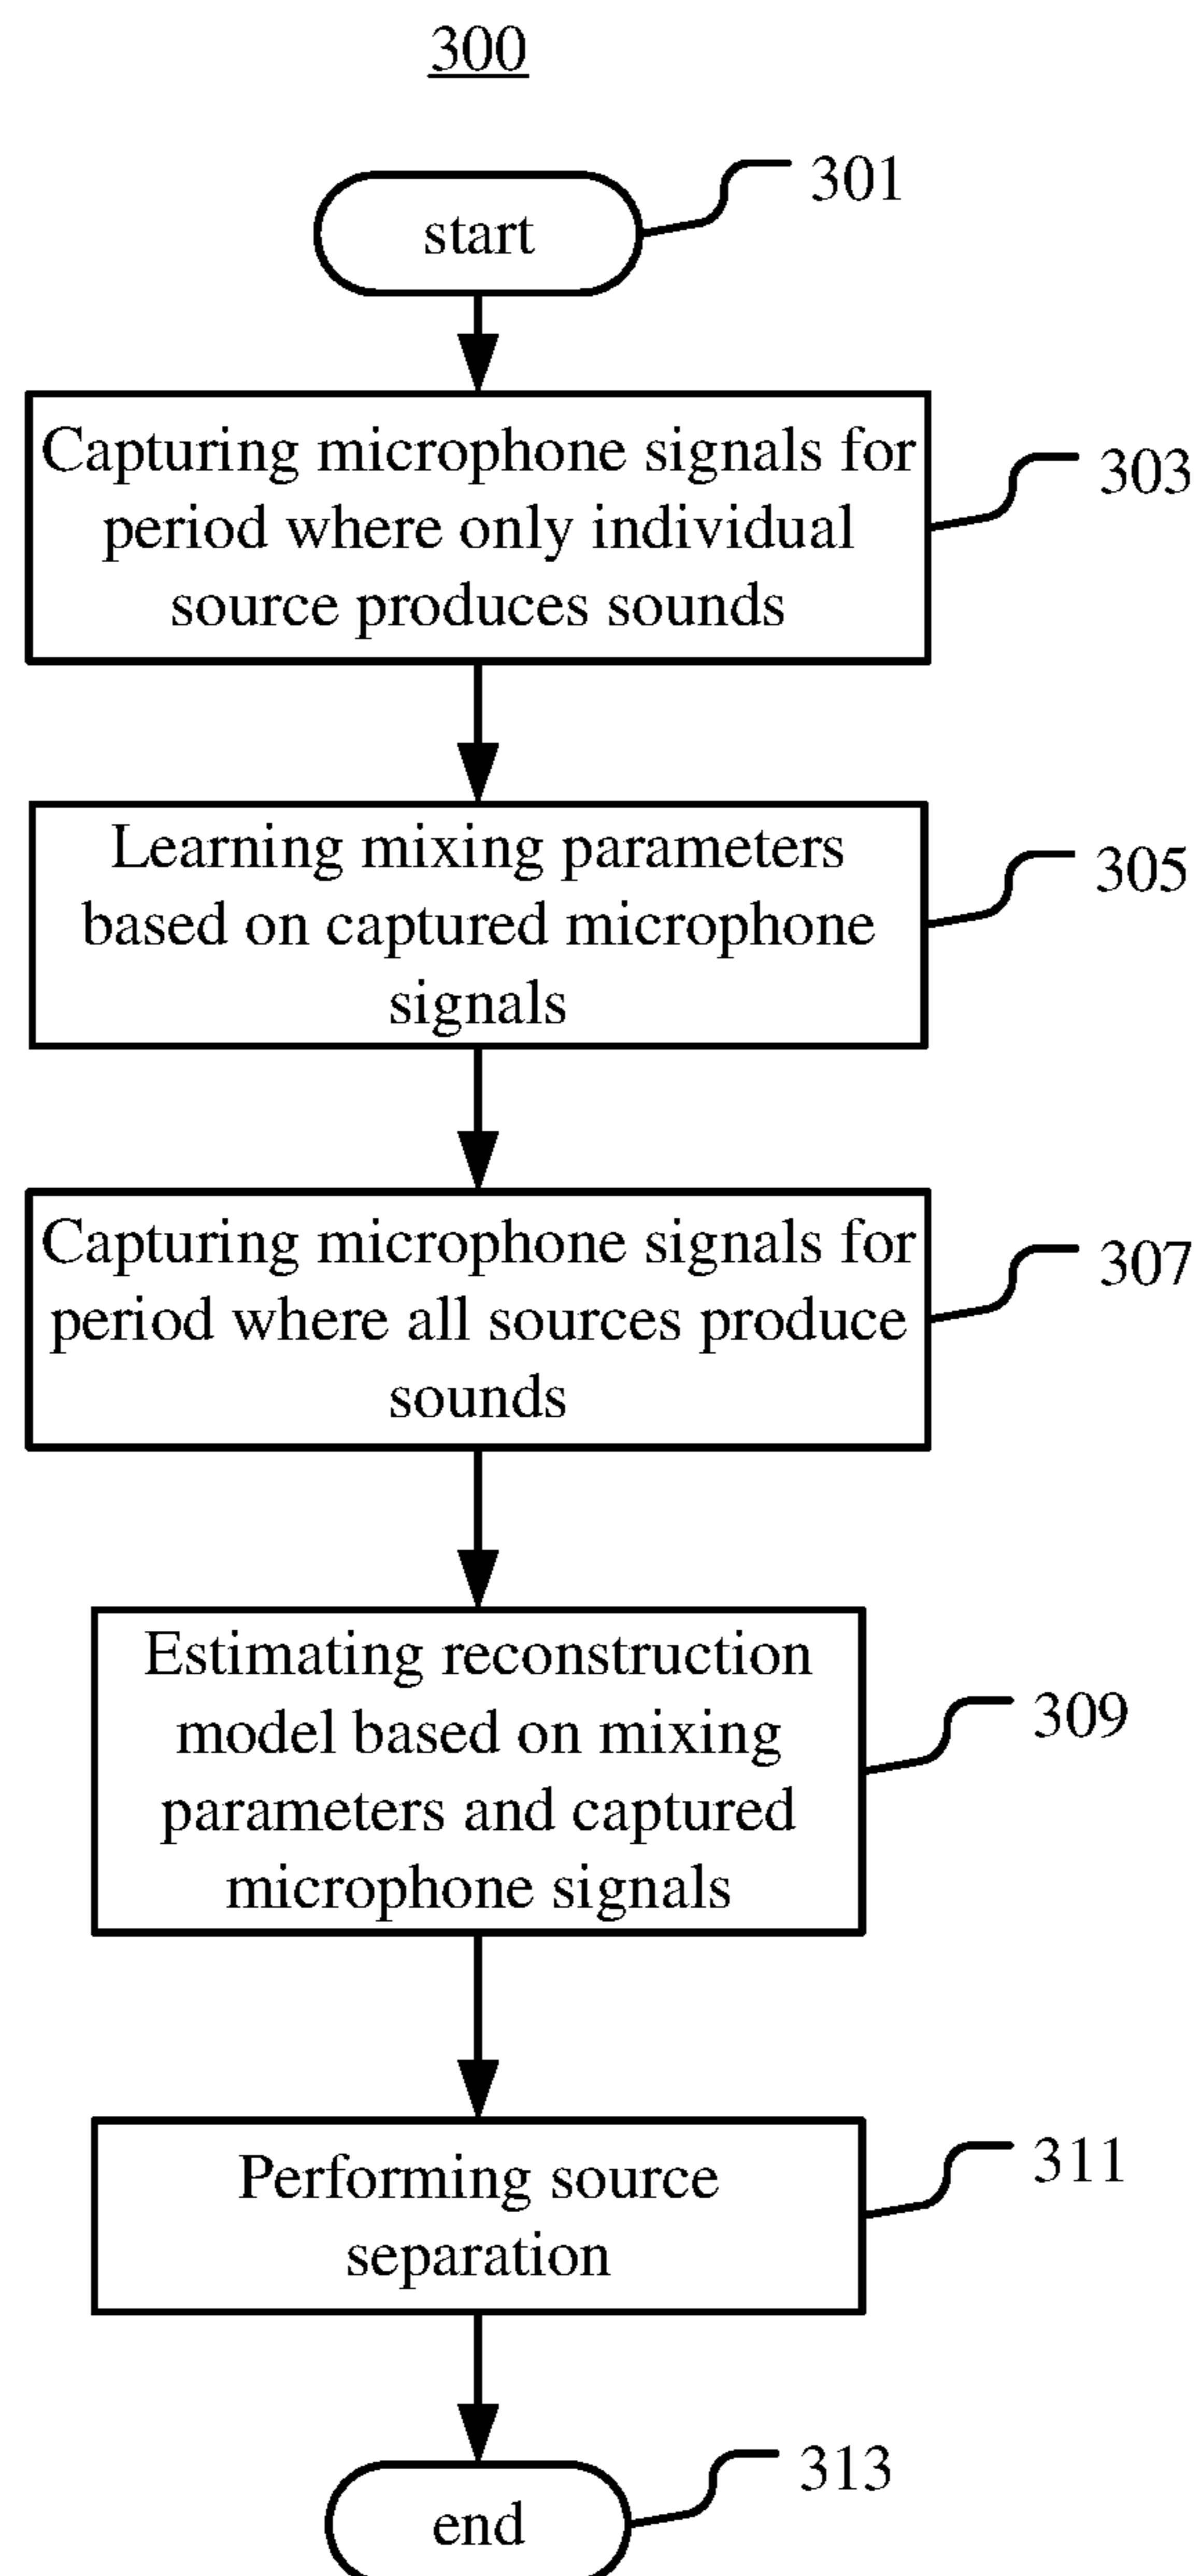 300
start
301
Capturing microphone signals for
period where only individual
source produces sounds
303
Learning mixing parameters
based on captured microphone
signals
305
Capturing microphone signals for
period where all sources produce
sounds
307
Estimating reconstruction
model based on mixing
parameters and captured
microphone signals
309
Performing source
separation
311
end
313